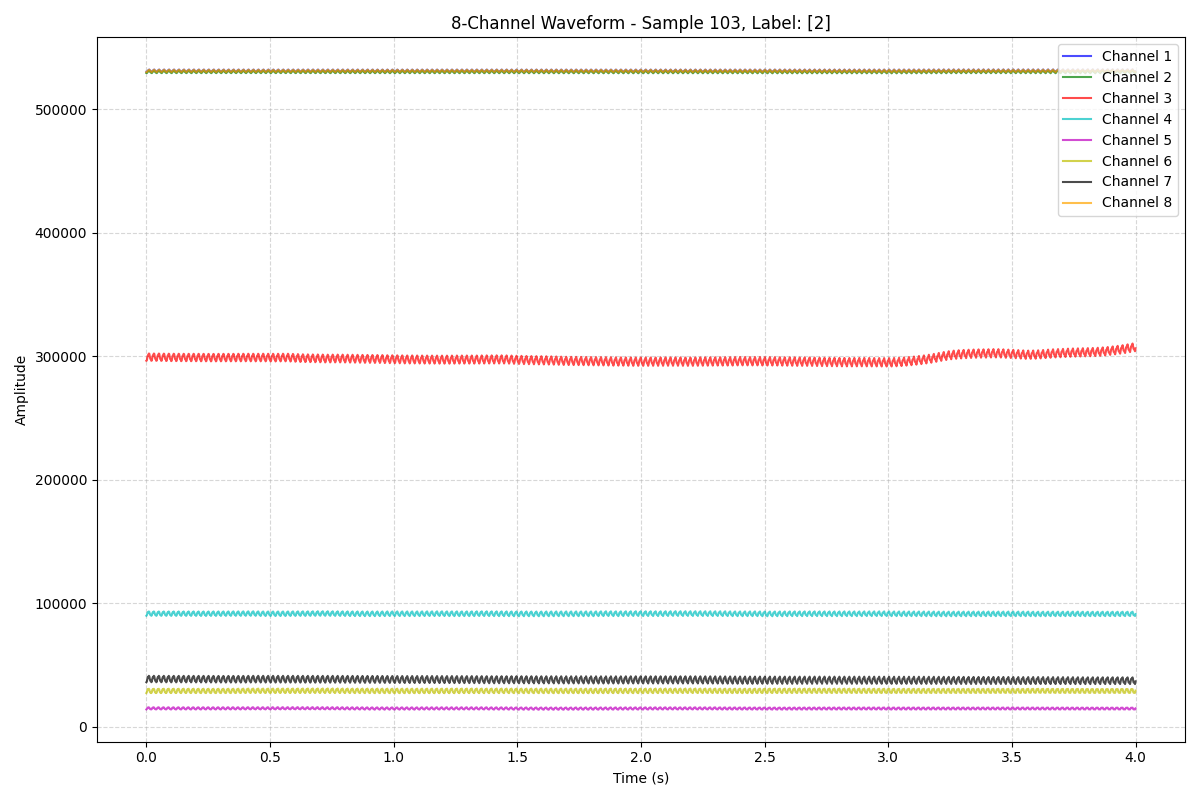 8-Channel Waveform - Sample 103, Label: [2]
Channel 1
Channel 2
Channel 3
Channel 4
Channel 5
Channel 6
Channel 7
Channel 8
500000
400000
300000
200000
100000
0
Amplitude
0.0 0.5 1.0 1.5 2.0 2.5 3.0 3.5 4.0
Time (s)